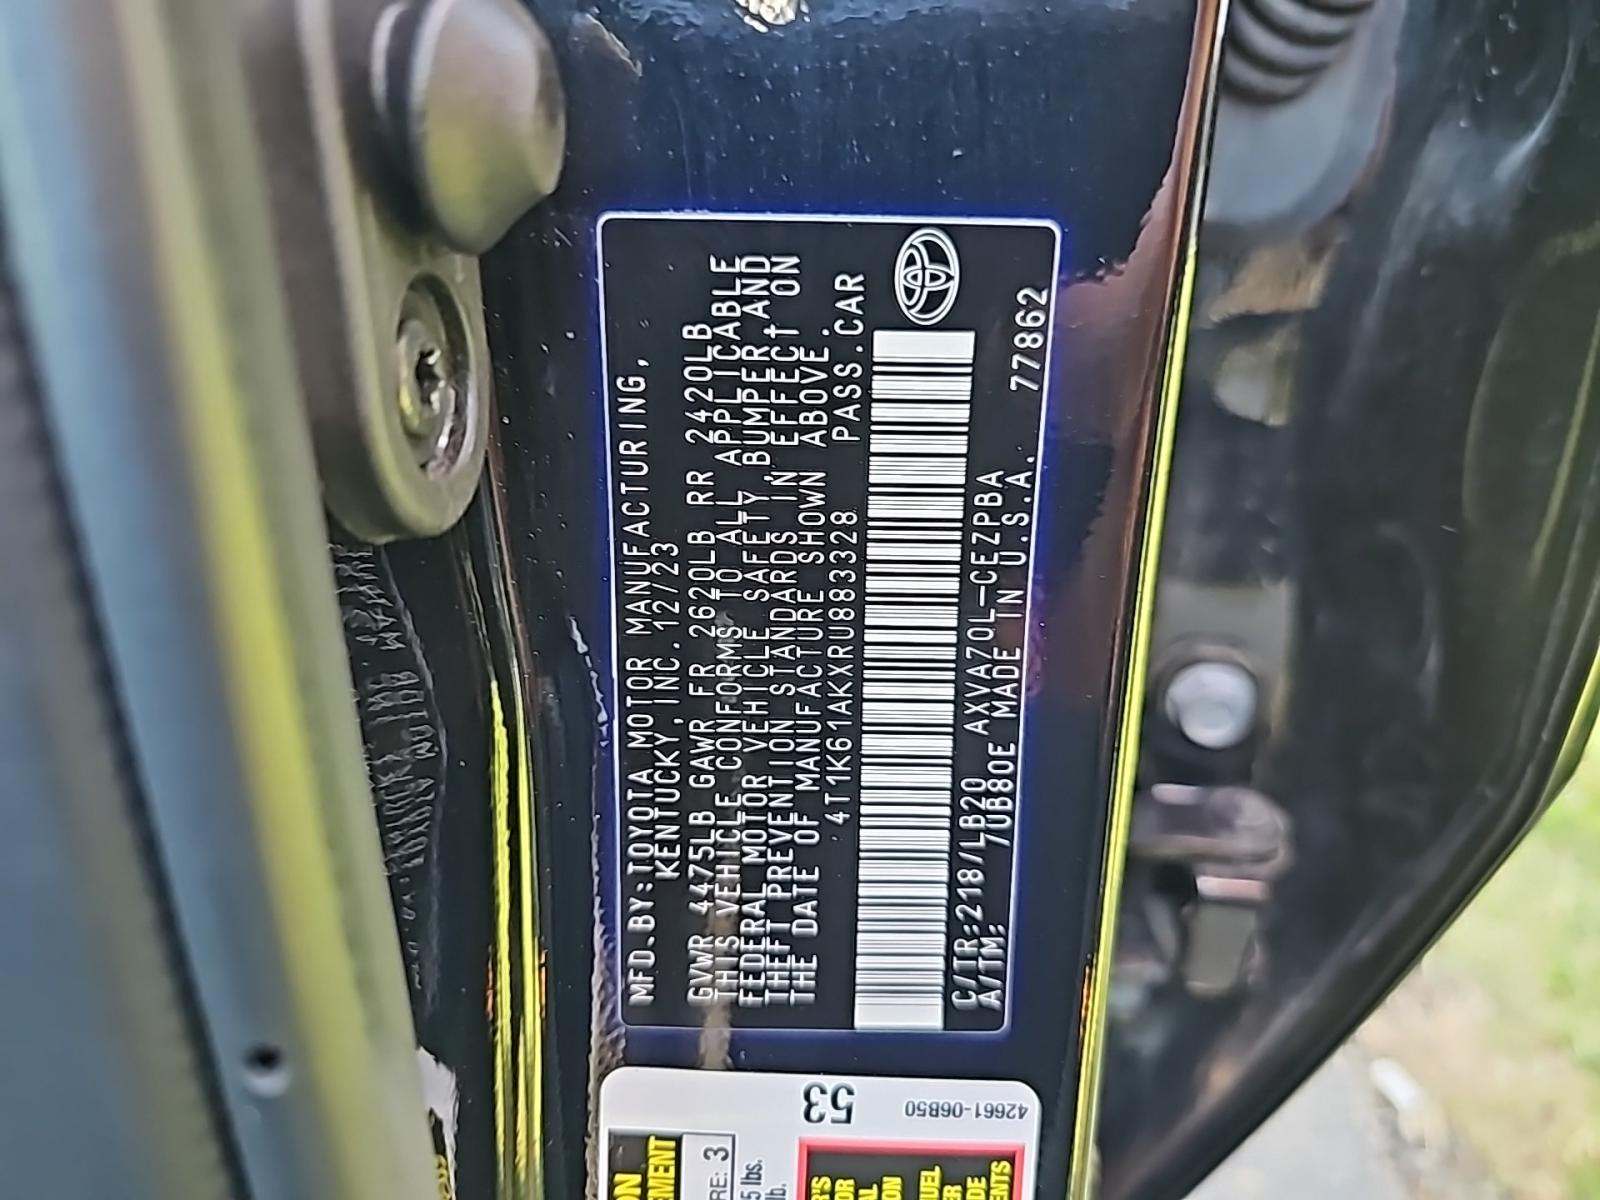 MFD.BY:TOYOTA MOTOR MANUFACTURING,
KENTUCKY,INC.12/23
GVWR 4475LB GAWR FR 2620LB RR 2420LB
THIS VEHICLE CONFORMS TO ALL APPLICABLE
FEDERAL MOTOR VEHICLE SAFETY,BUMPER,AND
THEFT PREVENTION STANDARDS IN EFFECT ON
THE DATE OF MANUFACTURE SHOWN ABOVE.
4T1K61AKXRU883328 PASS.CAR
C/TR:218/LB20 AXVA70L-CEZPBA
A/TM: 7UB80E MADE IN U.S.A. 77862
53
42661-06B50